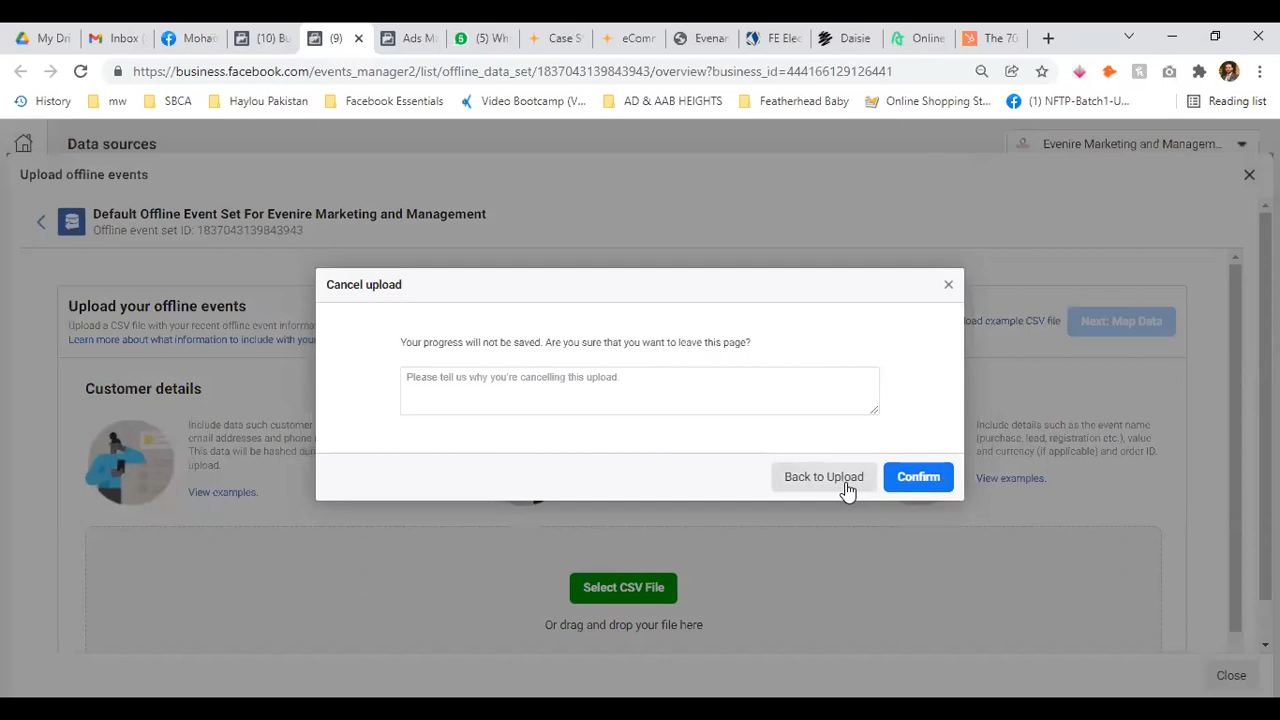 My Dri
Inbox (
Moha
(10) Bu
(9)
Ads M
(5) Wh
Case S
eComr
Evenar
FE Elec
Daisie
Online
The 70
https://business.facebook.com/events_manager2/list/offline_data_set/1837043139843943/overview?business_id=444166129126441
History
mw
SBCA
Haylou Pakistan
Facebook Essentials
Video Bootcamp (V...
AD & AAB HEIGHTS
Featherhead Baby
Online Shopping St...
(1) NFTP-Batch1-U...
Reading list
Data sources
Evenire Marketing and Managem...
Upload offline events
Default Offline Event Set For Evenire Marketing and Management
Offline event set ID: 1837043139843943
Upload your offline events
Upload a CSV file with your recent offline event informa
Learn more about what information to include with your
load example CSV file
Next: Map Data
Cancel upload
Your progress will not be saved. Are you sure that you want to leave this page?
Please tell us why you're cancelling this upload.
Back to Upload
Confirm
Customer details
Include data such customer
email addresses and phone
This data will be hashed du
upload.
View examples.
Include details such as the event name
(purchase, lead, registration etc.), value
and currency (if applicable) and order ID.
View examples.
Select CSV File
Or drag and drop your file here
Close